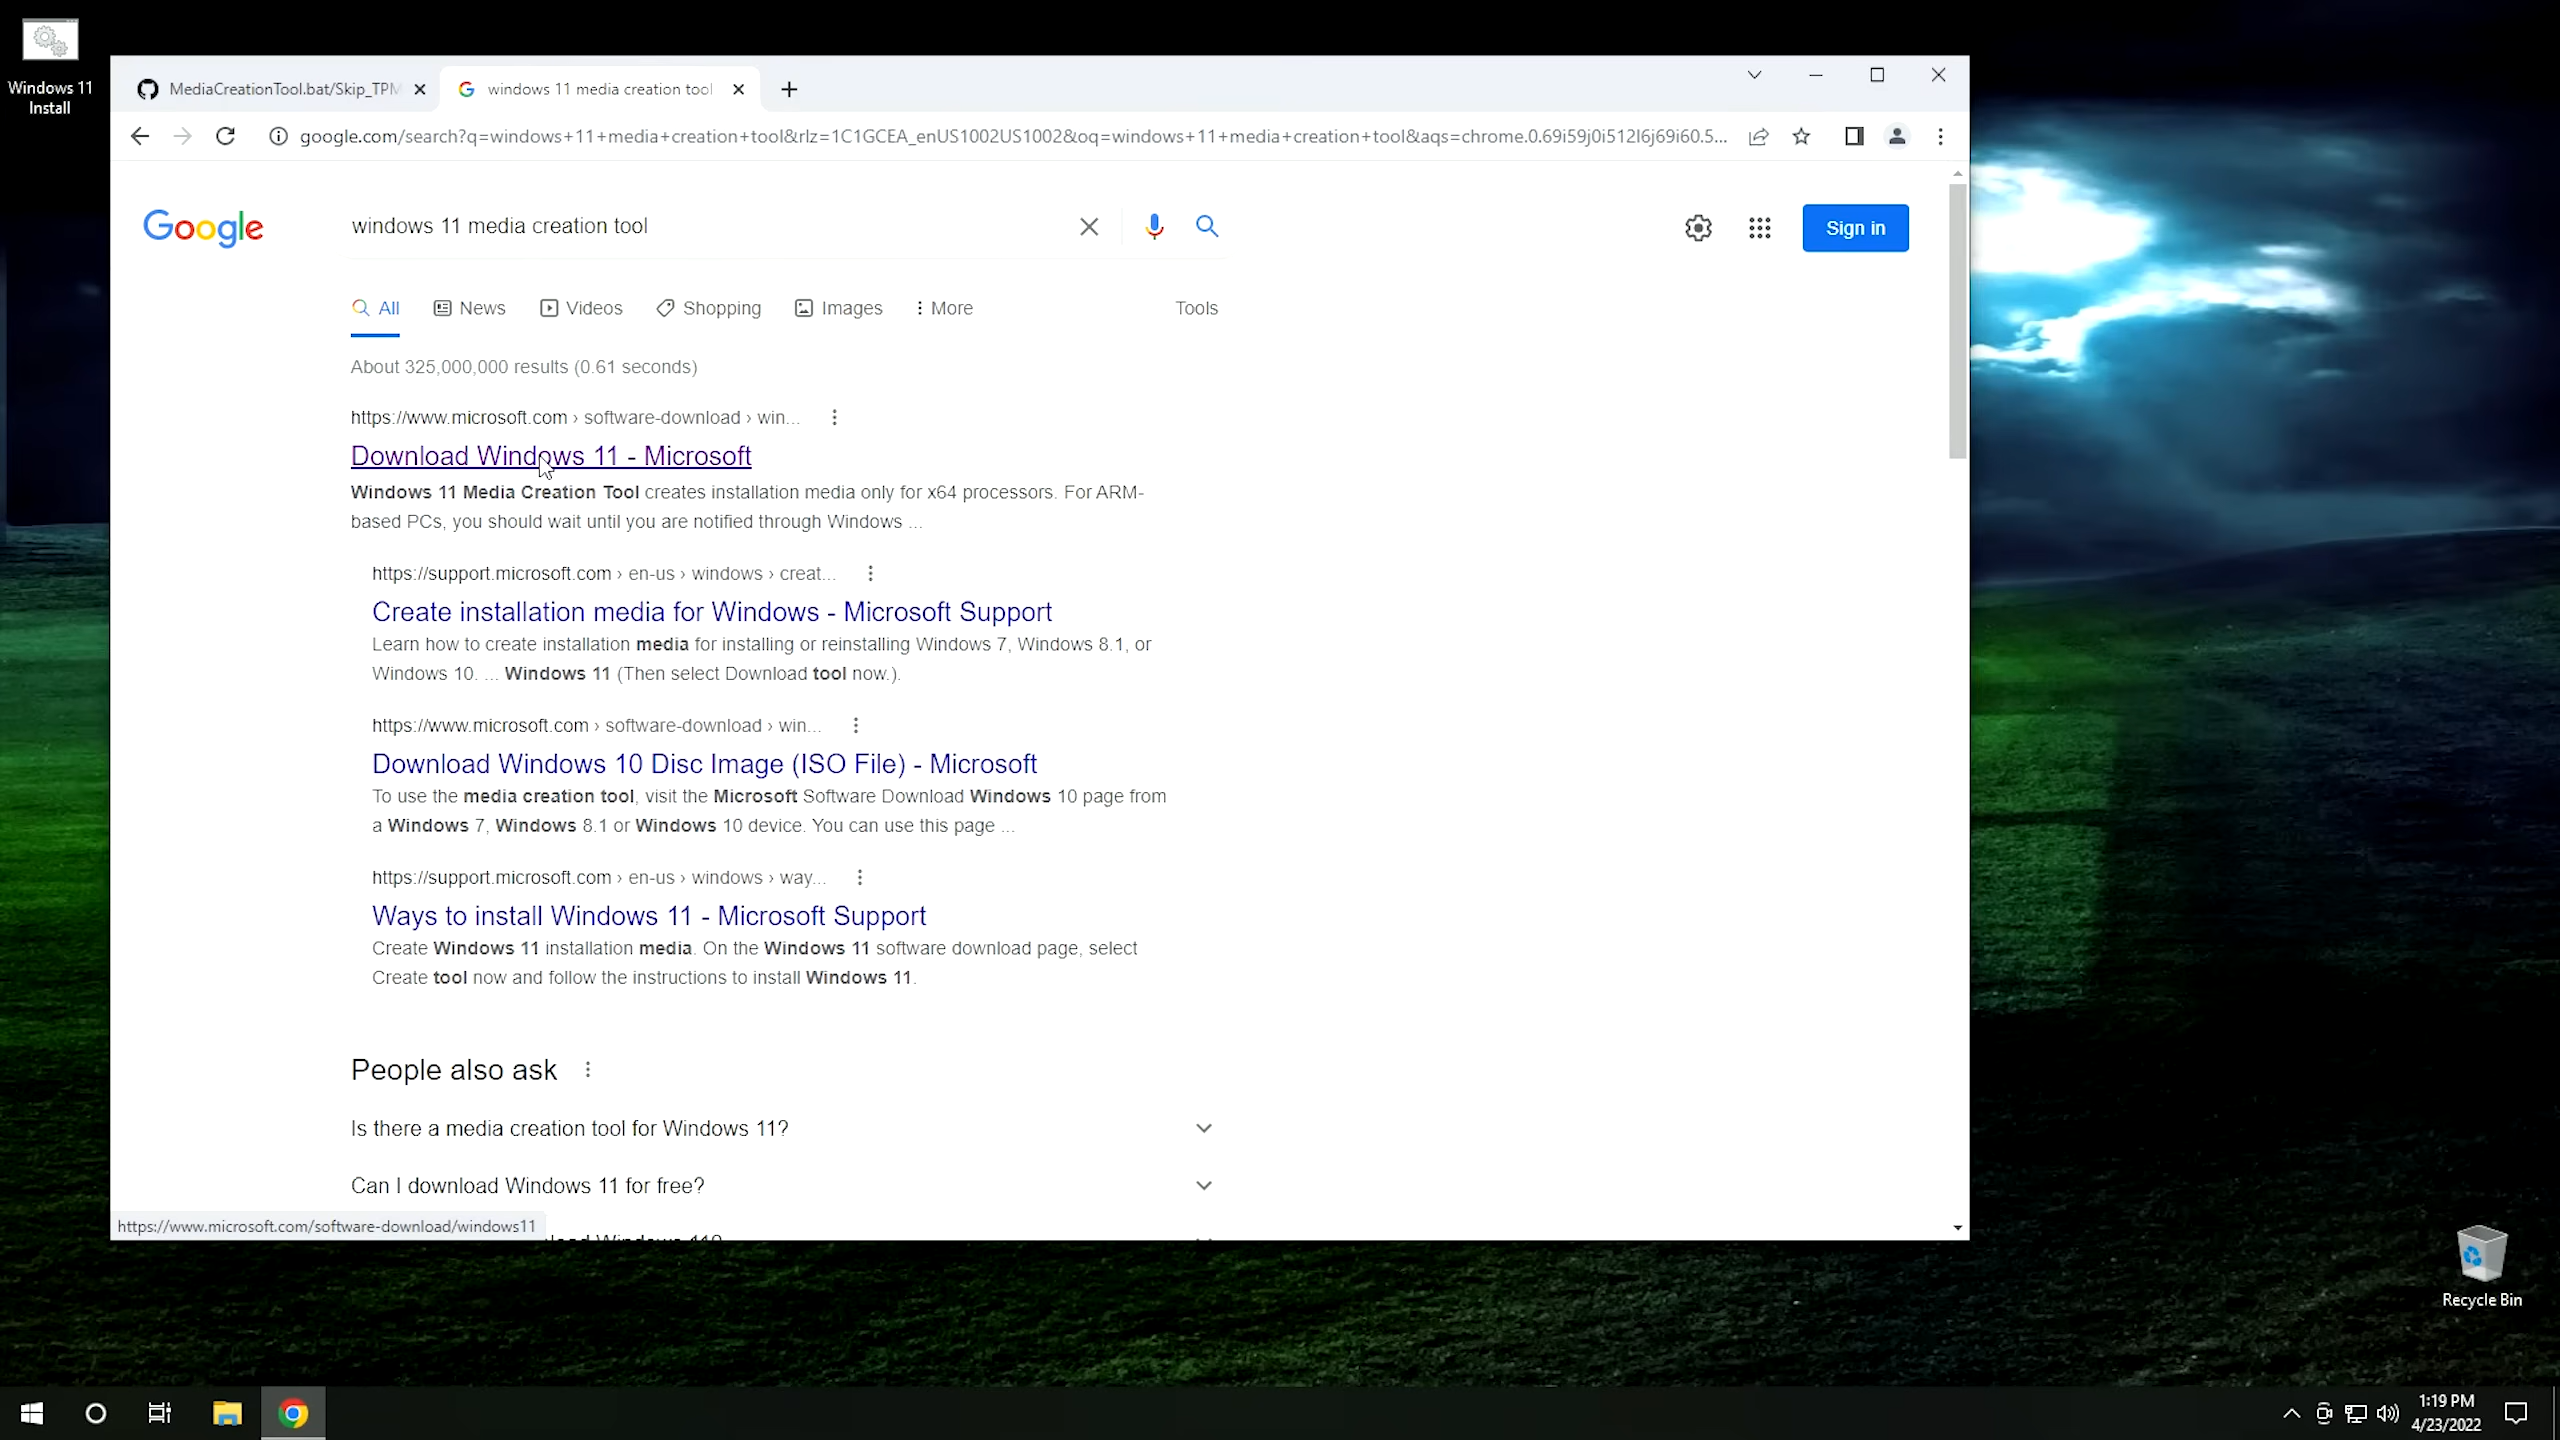 Windows 11
Install
MediaCreationTool.bat/Skip_TPM
windows 11 media creation tool
google.com/search?q=windows+11+media+creation+tool&rlz=1C1GCEA_enUS1002US1002&oq=windows+11+media+creation+tool&aqs=chrome.0.69i59j0i512l6j69i60.5...
Google
windows 11 media creation tool
Sign in
All News Videos Shopping Images More Tools
About 325,000,000 results (0.61 seconds)
https://www.microsoft.com › software-download › win...
Download Windows 11 - Microsoft
Windows 11 Media Creation Tool creates installation media only for x64 processors. For ARM-
based PCs, you should wait until you are notified through Windows ...
https://support.microsoft.com › en-us › windows › creat...
Create installation media for Windows - Microsoft Support
Learn how to create installation media for installing or reinstalling Windows 7, Windows 8.1, or
Windows 10. ... Windows 11 (Then select Download tool now.).
https://www.microsoft.com › software-download › win...
Download Windows 10 Disc Image (ISO File) - Microsoft
To use the media creation tool, visit the Microsoft Software Download Windows 10 page from
a Windows 7, Windows 8.1 or Windows 10 device. You can use this page ...
https://support.microsoft.com › en-us › windows › way...
Ways to install Windows 11 - Microsoft Support
Create Windows 11 installation media. On the Windows 11 software download page, select
Create tool now and follow the instructions to install Windows 11.
People also ask
Is there a media creation tool for Windows 11?
Can I download Windows 11 for free?
https://www.microsoft.com/software-download/windows11
Recycle Bin
1:19 PM
4/23/2022